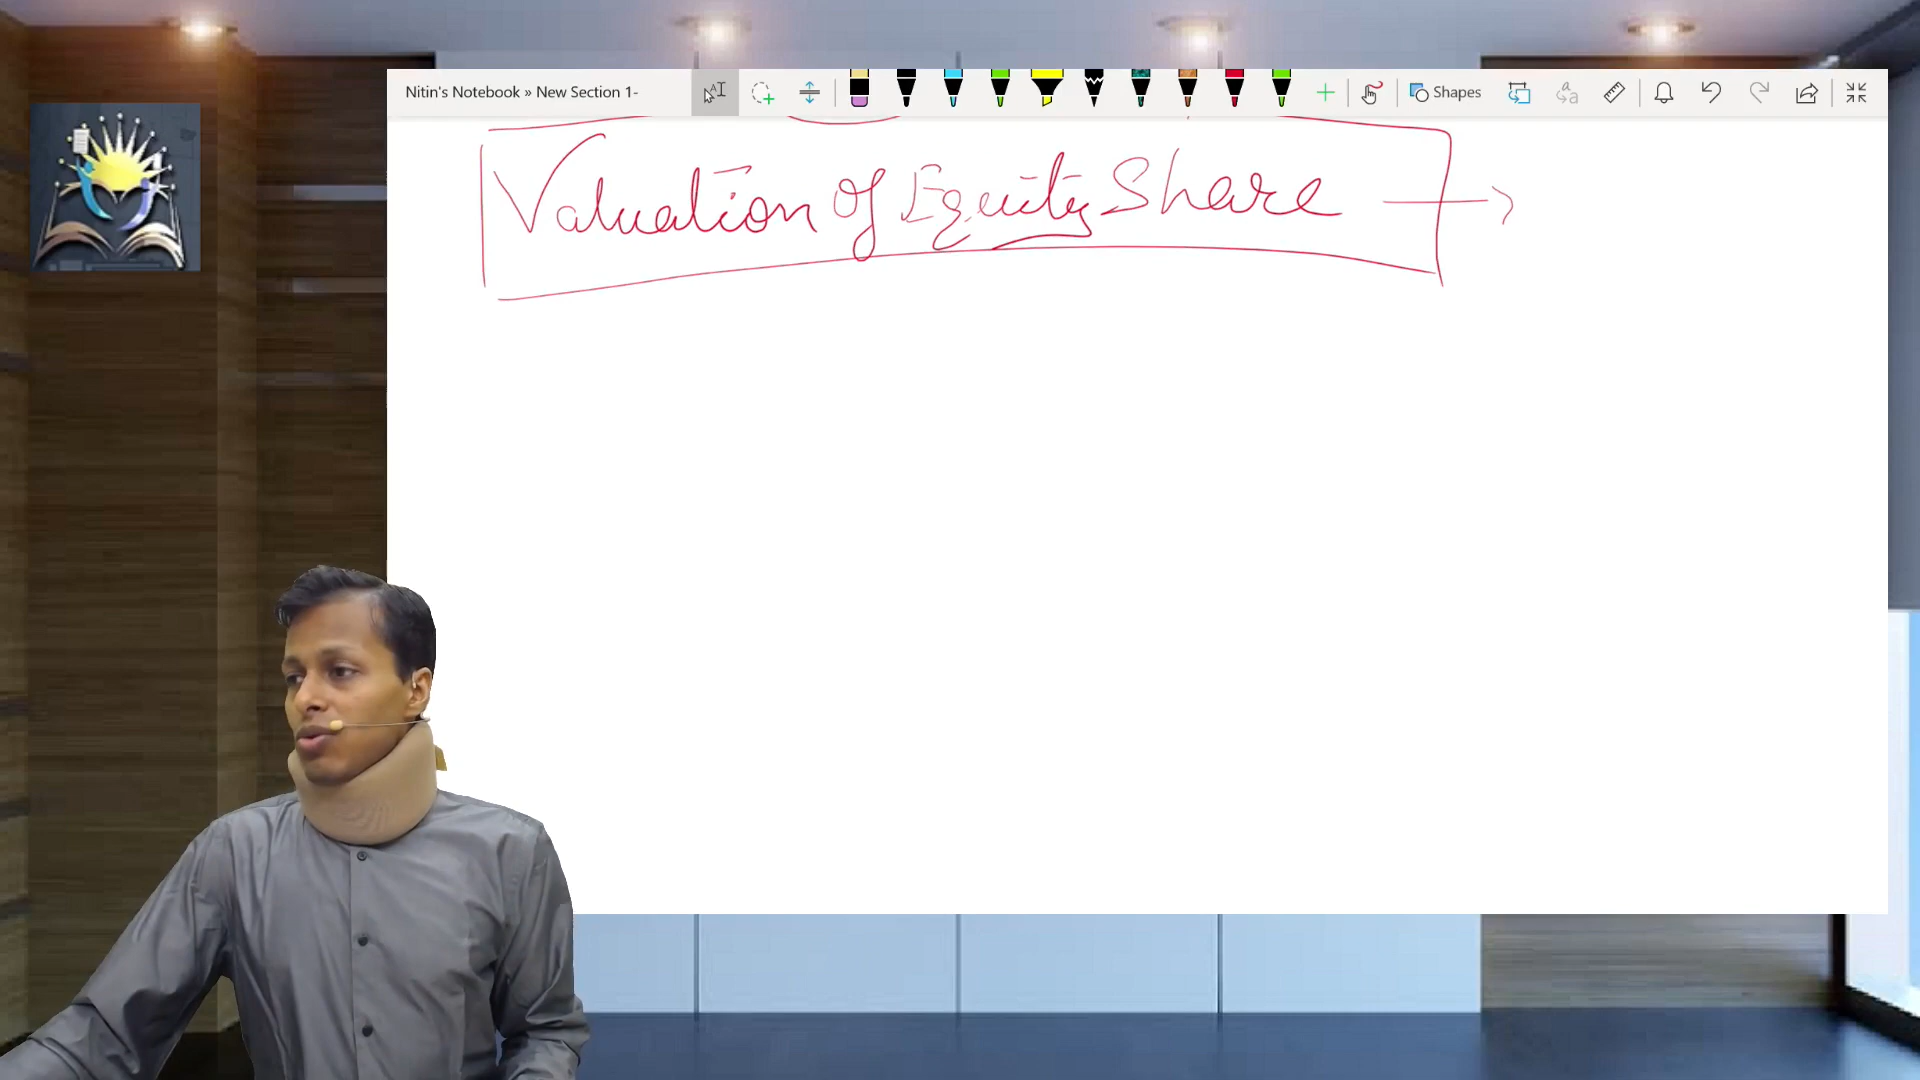 Nitin's Notebook » New Section 1-
Shapes
Valuation of Equity Share